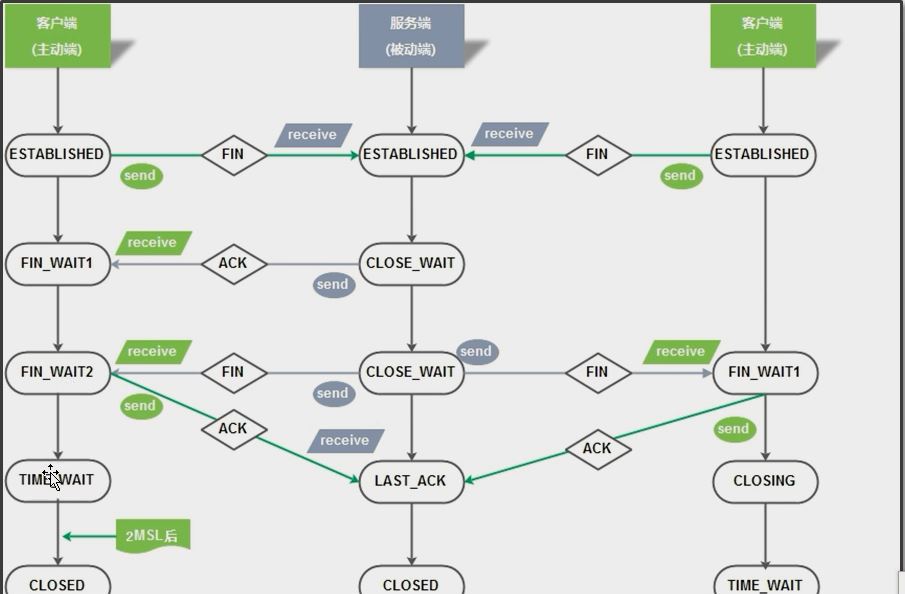 客户端
(主动端)
服务端
(被动端)
客户端
(主动端)
receive
receive
ESTABLISHED
FIN
ESTABLISHED
FIN
ESTABLISHED
send
send
receive
FIN_WAIT1
ACK
CLOSE_WAIT
send
receive
send
receive
FIN_WAIT2
FIN
CLOSE_WAIT
FIN
FIN_WAIT1
send
send
ACK
receive
send
ACK
TIME_WAIT
LAST_ACK
CLOSING
2MSL后
CLOSED
CLOSED
TIME_WAIT